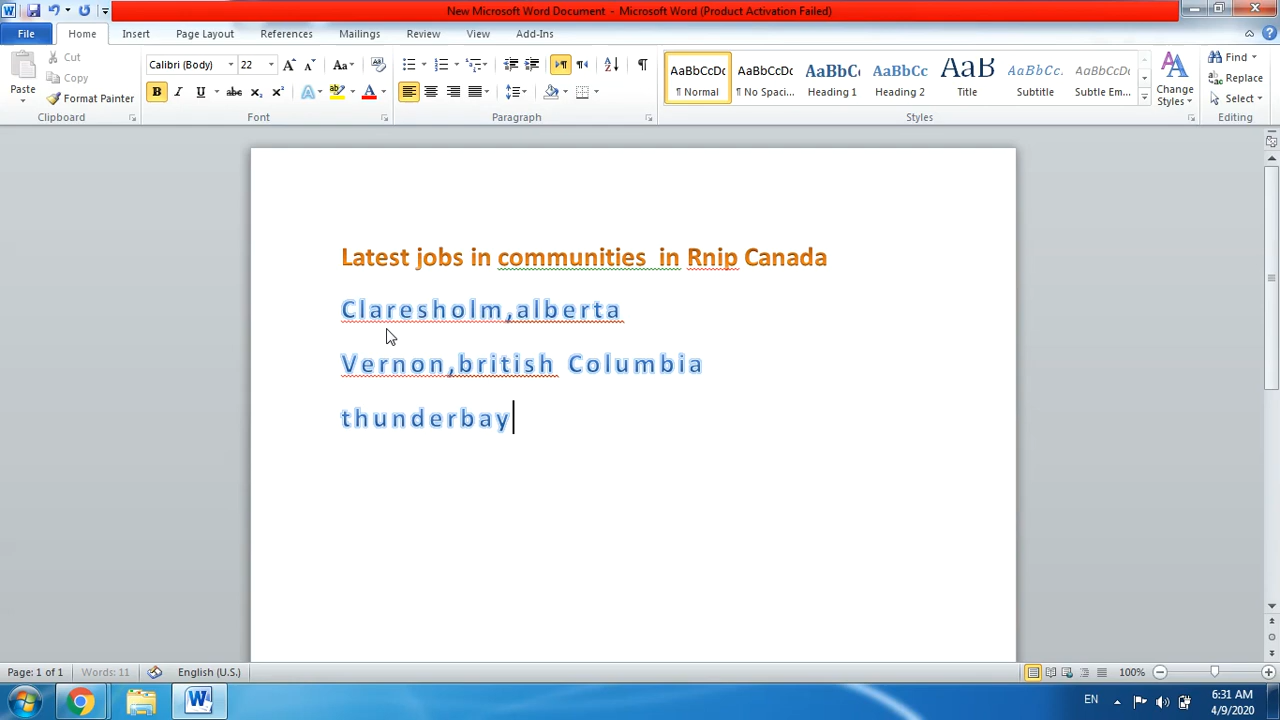 New Microsoft Word Document - Microsoft Word (Product Activation Failed)
File Home Insert Page Layout References Mailings Review View Add-Ins
Cut
Copy
Format Painter
Paste
Clipboard
Calibri (Body) 22
Font
Paragraph
AaBbCcDc AaBbCcDc AaBbC AaBbCc AaB AaBbCc. AaBbCcDc
¶ Normal ¶ No Spaci... Heading 1 Heading 2 Title Subtitle Subtle Em...
Change
Styles
Styles
Find
Replace
Select
Editing
Latest jobs in communities in Rnip Canada
Claresholm,alberta
Vernon,british Columbia
thunderbay
Page: 1 of 1 Words: 11 English (U.S.) 100%
EN 6:31 AM
4/9/2020